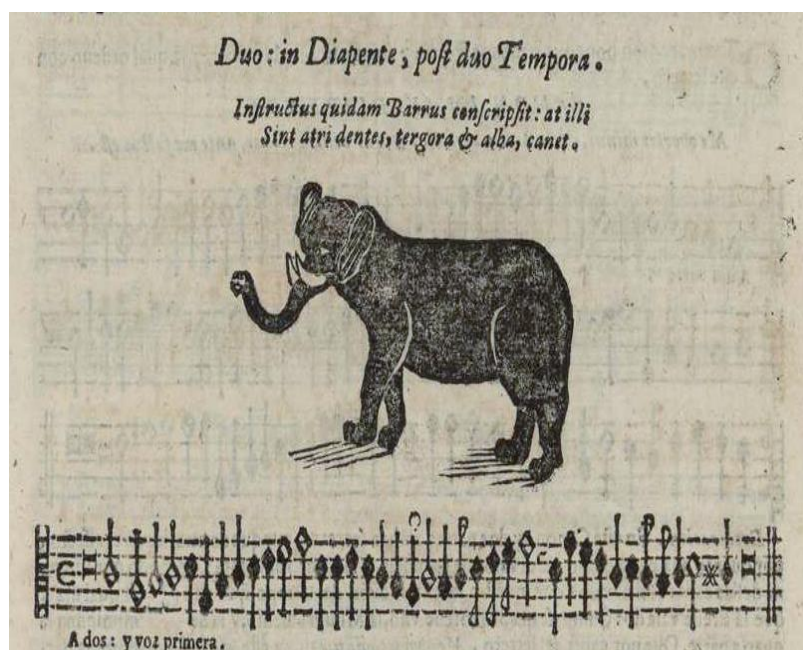 Duo: in Diapente, poſt duo Tempora.
Inſtructus quidam Barrus conſcripſit: at illi
Sint atri dentes, tergora & alba, canet.
A dos: y voz primera.